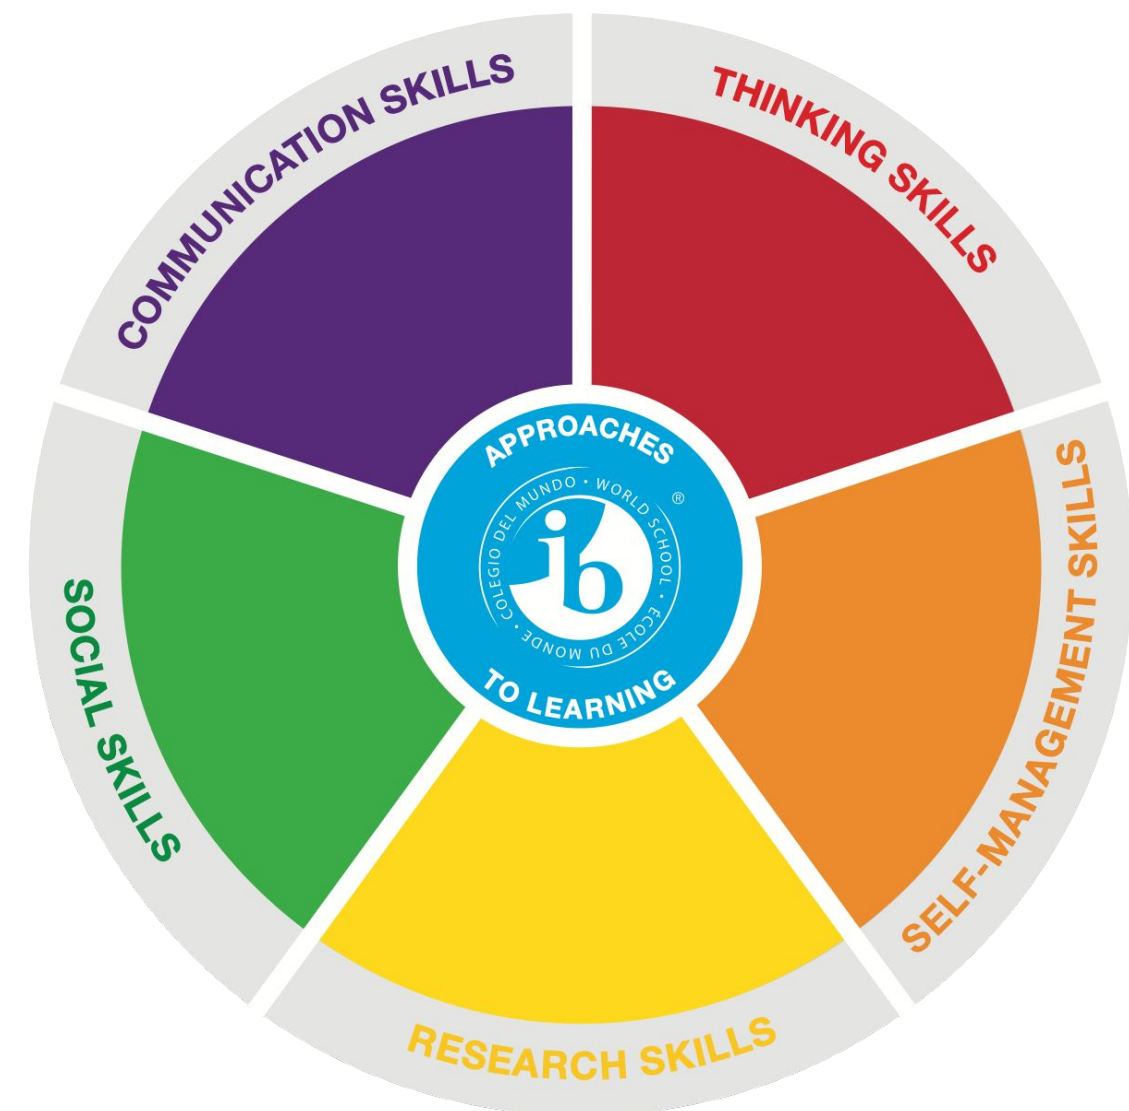 COMMUNICATION SKILLS
THINKING SKILLS
SELF-MANAGEMENT SKILLS
RESEARCH SKILLS
SOCIAL SKILLS
APPROACHES
TO LEARNING
COLEGIO DEL MUNDO • WORLD SCHOOL • ÉCOLE DU MONDE •
®
ib